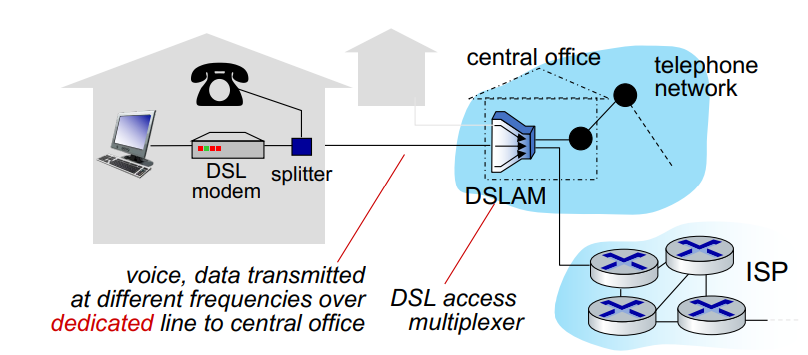 central office
telephone
network
DSL
modem
splitter
DSLAM
voice, data transmitted
at different frequencies over
dedicated line to central office
DSL access
multiplexer
ISP